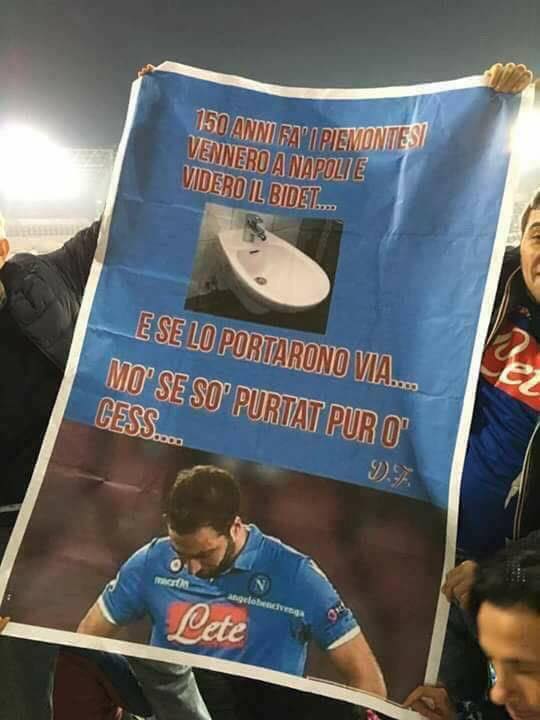 150 ANNI FA' I PIEMONTESI
VENNERO A NAPOLI E
VIDERO IL BIDET....
E SE LO PORTARONO VIA....
MO' SE SO' PURTAT PUR O'
CESS....
D.F.
macron
N
angelobencivenga
Lete
Lete